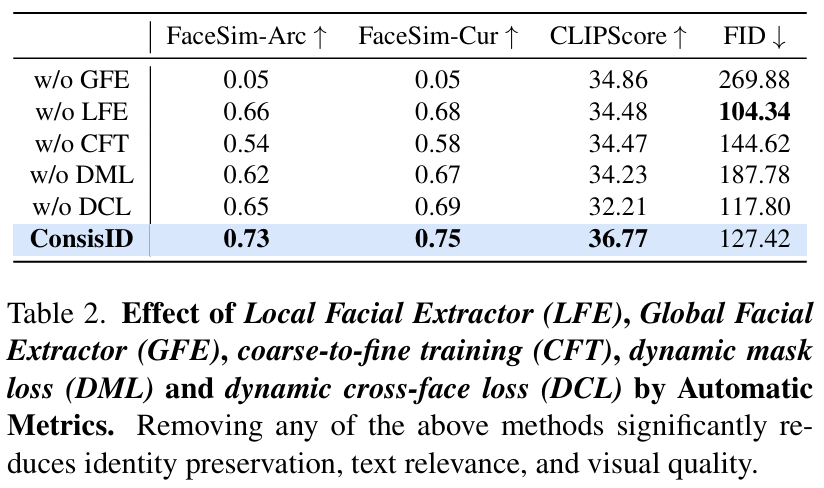 FaceSim-Arc ↑ FaceSim-Cur ↑ CLIPScore ↑ FID ↓
w/o GFE 0.05 0.05 34.86 269.88
w/o LFE 0.66 0.68 34.48 104.34
w/o CFT 0.54 0.58 34.47 144.62
w/o DML 0.62 0.67 34.23 187.78
w/o DCL 0.65 0.69 32.21 117.80
ConsisID 0.73 0.75 36.77 127.42
Table 2. Effect of Local Facial Extractor (LFE), Global Facial
Extractor (GFE), coarse-to-fine training (CFT), dynamic mask
loss (DML) and dynamic cross-face loss (DCL) by Automatic
Metrics. Removing any of the above methods significantly re-
duces identity preservation, text relevance, and visual quality.